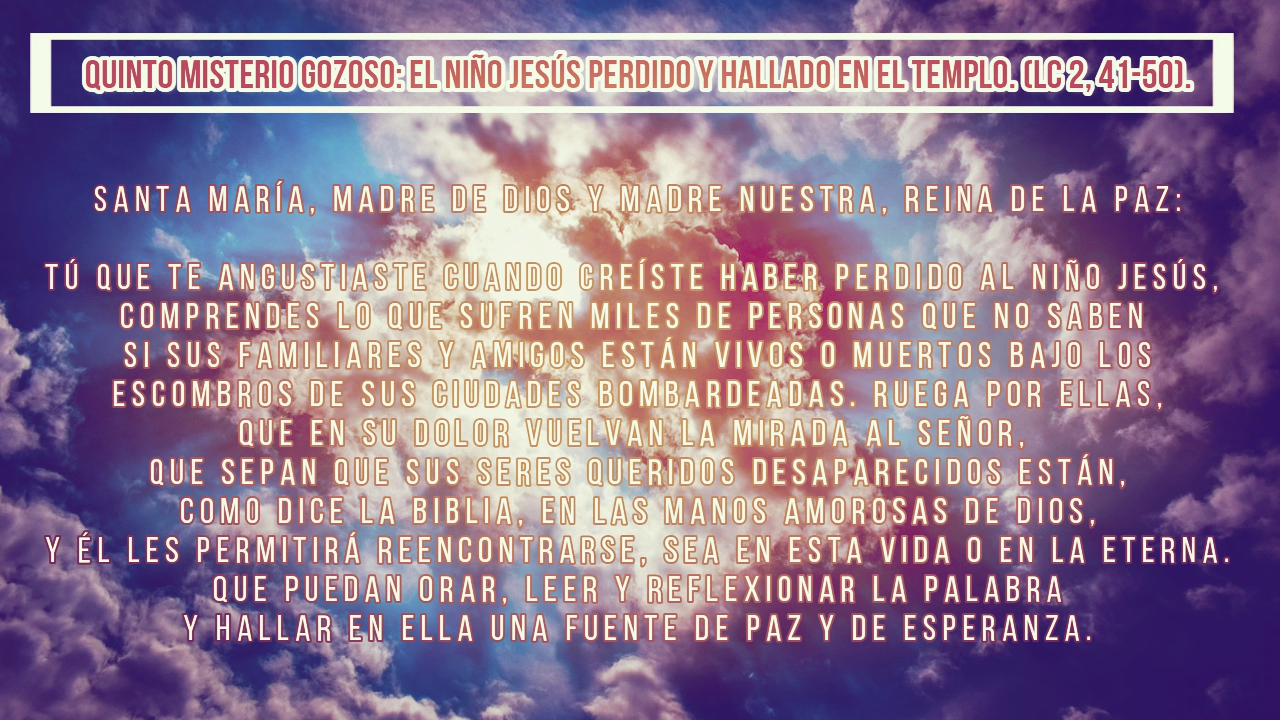 QUINTO MISTERIO GOZOSO: EL NIÑO JESÚS PERDIDO Y HALLADO EN EL TEMPLO. (LC 2, 41-50).
SANTA MARÍA, MADRE DE DIOS Y MADRE NUESTRA, REINA DE LA PAZ:
TÚ QUE TE ANGUSTIASTE CUANDO CREÍSTE HABER PERDIDO AL NIÑO JESÚS,
COMPRENDES LO QUE SUFREN MILES DE PERSONAS QUE NO SABEN
SI SUS FAMILIARES Y AMIGOS ESTÁN VIVOS O MUERTOS BAJO LOS
ESCOMBROS DE SUS CIUDADES BOMBARDEADAS. RUEGA POR ELLAS,
QUE EN SU DOLOR VUELVAN LA MIRADA AL SEÑOR,
QUE SEPAN QUE SUS SERES QUERIDOS DESAPARECIDOS ESTÁN,
COMO DICE LA BIBLIA, EN LAS MANOS AMOROSAS DE DIOS,
Y ÉL LES PERMITIRÁ REENCONTRARSE, SEA EN ESTA VIDA O EN LA ETERNA.
QUE PUEDAN ORAR, LEER Y REFLEXIONAR LA PALABRA
Y HALLAR EN ELLA UNA FUENTE DE PAZ Y DE ESPERANZA.